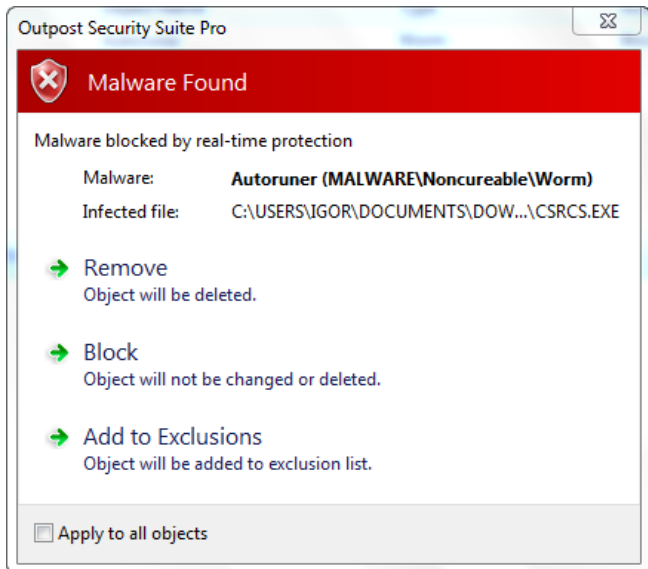 Outpost Security Suite Pro
Malware Found
Malware blocked by real-time protection
Malware: Autoruner (MALWARE\Noncureable\Worm)
Infected file: C:\USERS\IGOR\DOCUMENTS\DOW...\CSRCS.EXE
Remove
Object will be deleted.
Block
Object will not be changed or deleted.
Add to Exclusions
Object will be added to exclusion list.
Apply to all objects